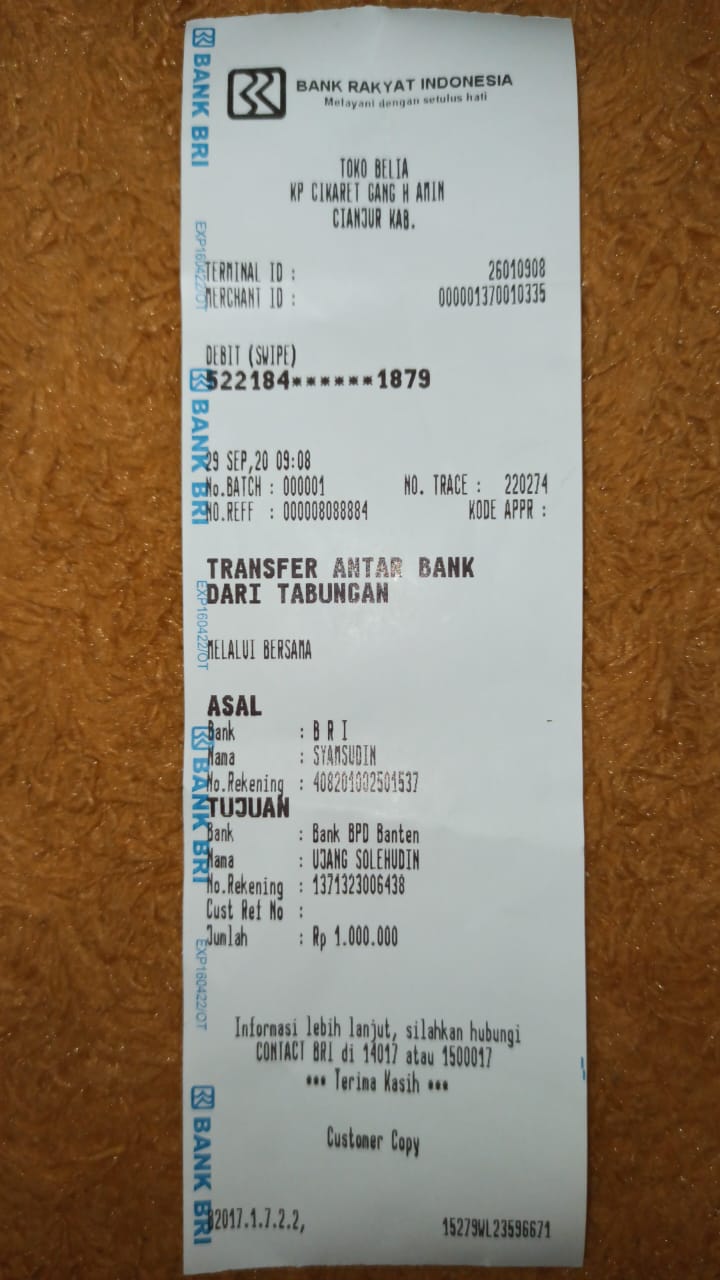 BANK RAKYAT INDONESIA
Melayani dengan setulus hati
TOKO BELIA
KP CIKARET GANG H AMIN
CIANJUR KAB.
TERMINAL ID : 26010908
MERCHANT ID : 000001370010335
DEBIT (SWIPE)
522184******1879
29 SEP,20 09:08
No.BATCH : 000001 NO. TRACE : 220274
NO.REFF : 000008088884 KODE APPR :
TRANSFER ANTAR BANK
DARI TABUNGAN
MELALUI BERSAMA
ASAL
Bank : B R I
Nama : SYAMSUDIN
No.Rekening : 408201002501537
TUJUAN
Bank : Bank BPD Banten
Nama : UJANG SOLEHUDIN
No.Rekening : 1371323006438
Cust Ref No :
Jumlah : Rp 1.000.000
Informasi lebih lanjut, silahkan hubungi
CONTACT BRI di 14017 atau 1500017
*** Terima Kasih ***
Customer Copy
B2017.1.7.2.2, 15279WL23596671
BANK BRI
EXP160422/OT
BANK BRI
EXP160422/OT
BANK BRI
EXP160422/OT
BANK BRI